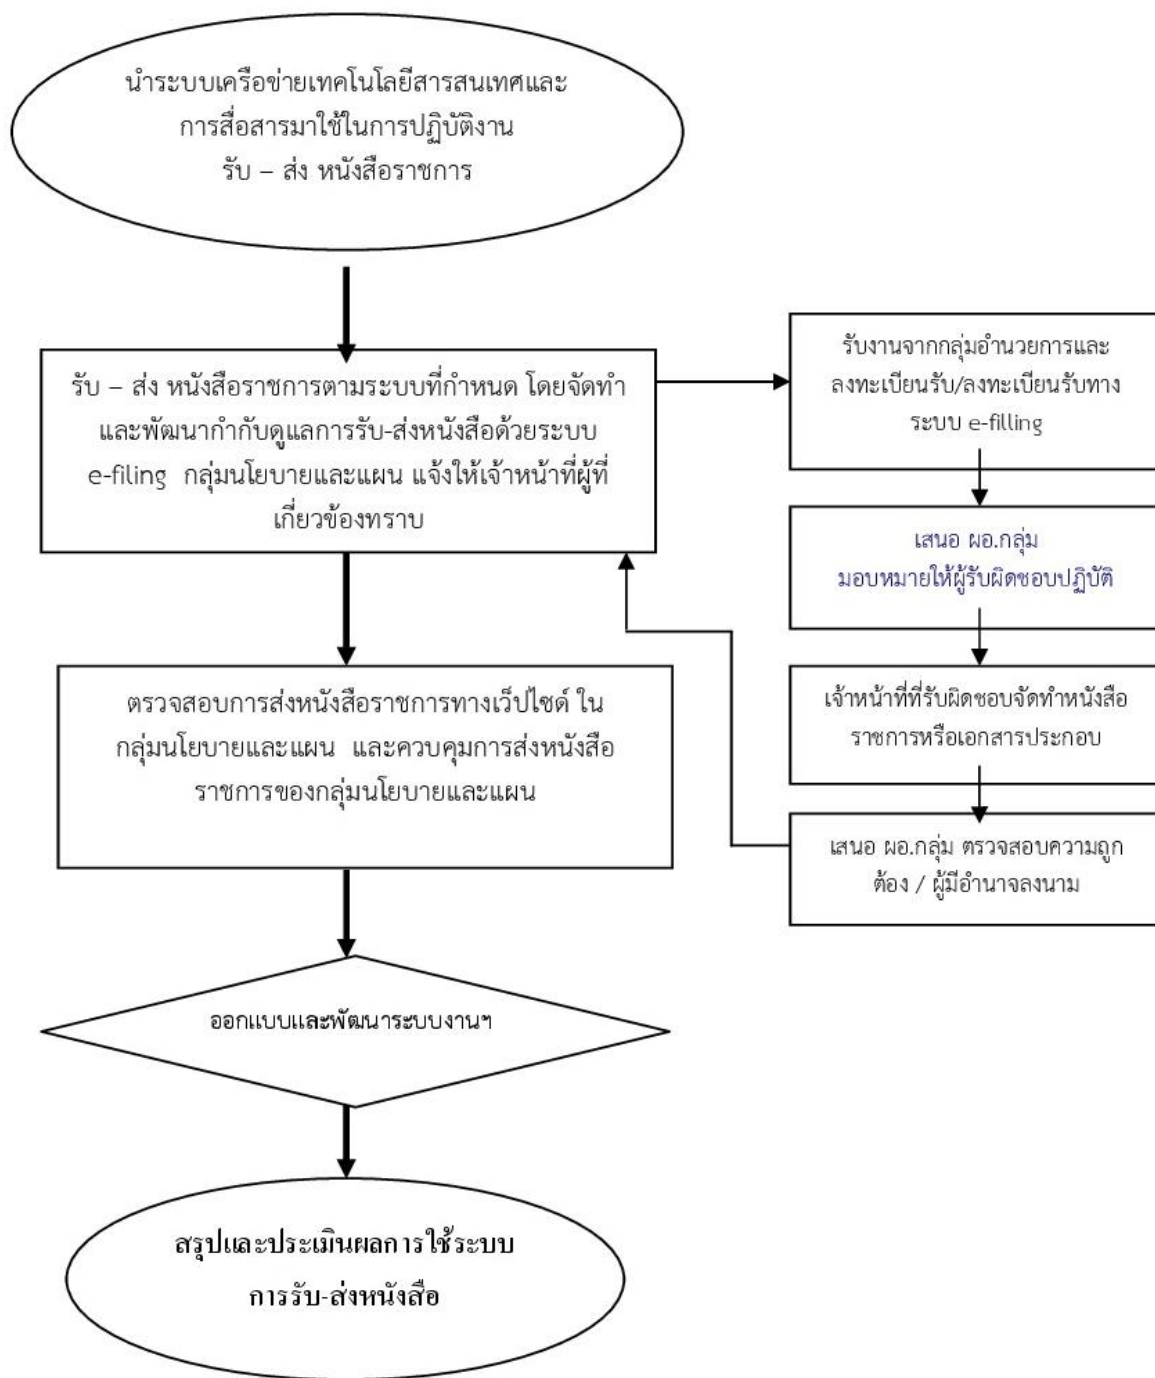 นำระบบเครือข่ายเทคโนโลยีสารสนเทศและ
การสื่อสารมาใช้ในการปฏิบัติงาน
รับ – ส่ง หนังสือราชการ
รับ – ส่ง หนังสือราชการตามระบบที่กำหนด โดยจัดทำ
และพัฒนากำกับดูแลการรับ-ส่งหนังสือด้วยระบบ
e-filing กลุ่มนโยบายและแผน แจ้งให้เจ้าหน้าที่ผู้ที่
เกี่ยวข้องทราบ
รับงานจากกลุ่มอำนวยการและ
ลงทะเบียนรับ/ลงทะเบียนรับทาง
ระบบ e-filling
เสนอ ผอ.กลุ่ม
มอบหมายให้ผู้รับผิดชอบปฏิบัติ
เจ้าหน้าที่ที่รับผิดชอบจัดทำหนังสือ
ราชการหรือเอกสารประกอบ
เสนอ ผอ.กลุ่ม ตรวจสอบความถูก
ต้อง / ผู้มีอำนาจลงนาม
ตรวจสอบการส่งหนังสือราชการทางเว็ปไซด์ ใน
กลุ่มนโยบายและแผน และควบคุมการส่งหนังสือ
ราชการของกลุ่มนโยบายและแผน
ออกแบบและพัฒนาระบบงานฯ
สรุปและประเมินผลการใช้ระบบ
การรับ-ส่งหนังสือ